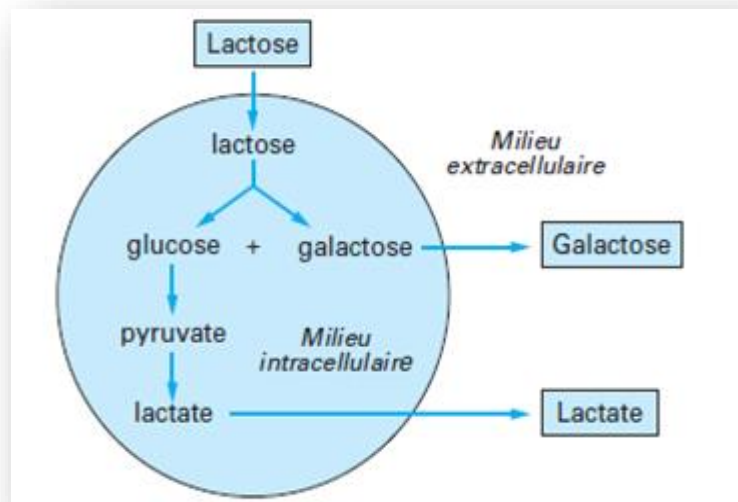 Lactose
lactose
Milieu
extracellulaire
glucose + galactose
Galactose
pyruvate
Milieu
intracellulaire
lactate
Lactate